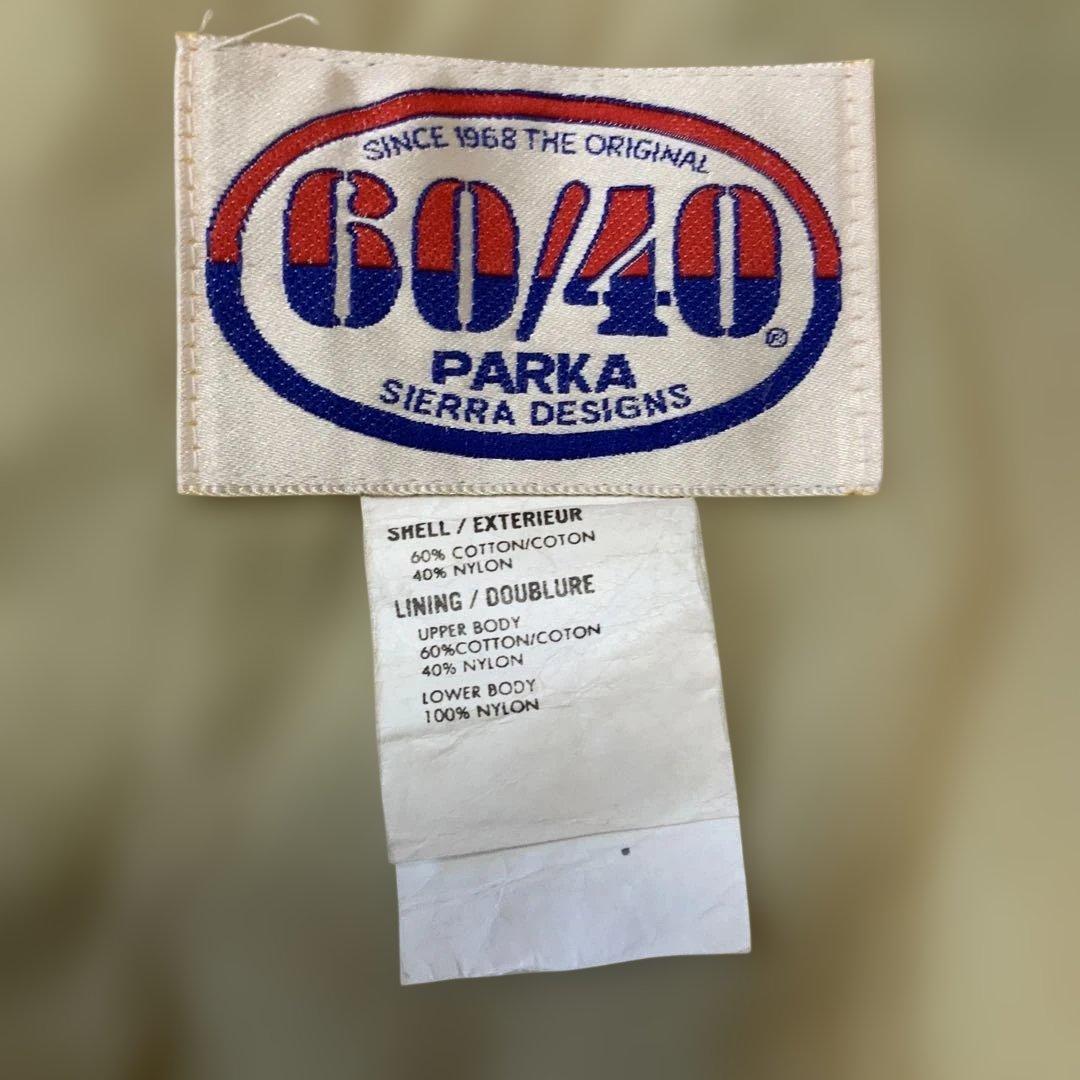 SINCE 1968 THE ORIGINAL
60/40®
PARKA
SIERRA DESIGNS
SHELL / EXTERIEUR
60% COTTON/COTON
40% NYLON
LINING / DOUBLURE
UPPER BODY
60%COTTON/COTON
40% NYLON
LOWER BODY
100% NYLON